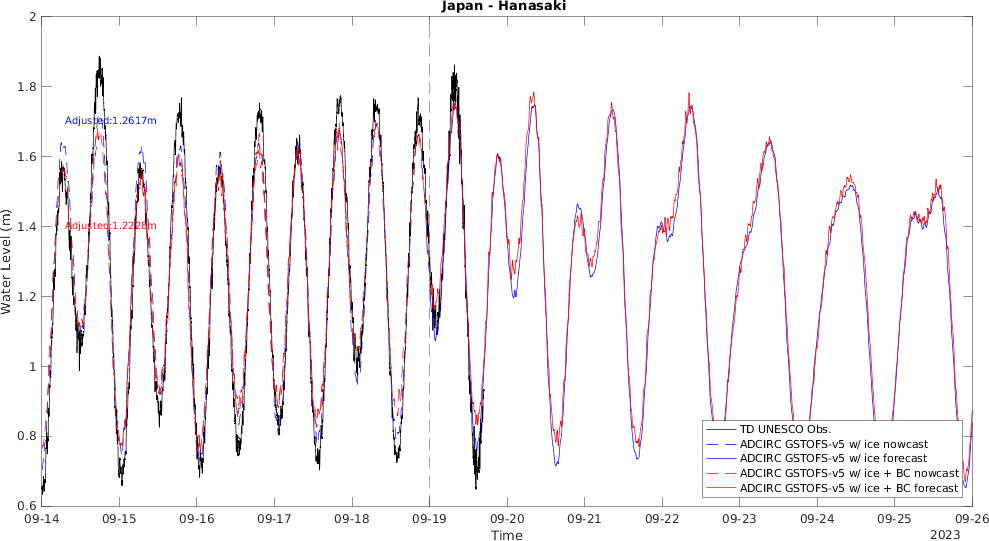 Japan - Hanasaki
2
1.8
1.6
1.4
1.2
1
0.8
0.6
Water Level (m)
Adjusted:1.2617m
Adjusted:1.2228m
TD UNESCO Obs.
ADCIRC GSTOFS-v5 w/ ice nowcast
ADCIRC GSTOFS-v5 w/ ice forecast
ADCIRC GSTOFS-v5 w/ ice + BC nowcast
ADCIRC GSTOFS-v5 w/ ice + BC forecast
09-14 09-15 09-16 09-17 09-18 09-19 09-20 09-21 09-22 09-23 09-24 09-25 09-26
Time
2023